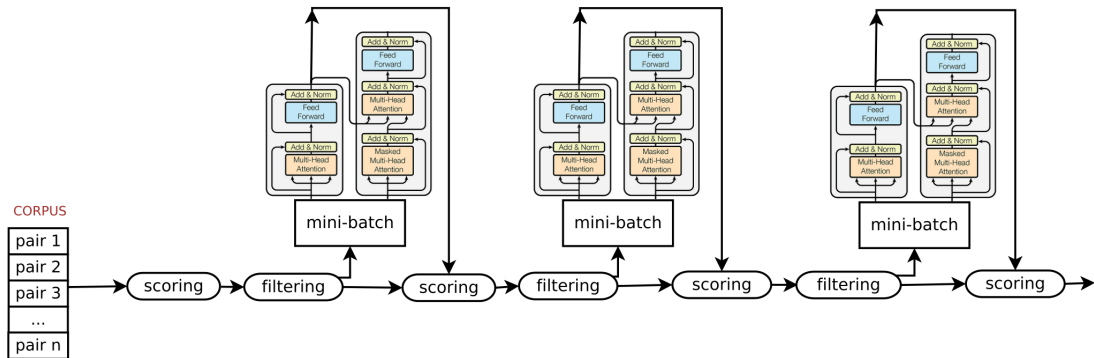 CORPUS
pair 1
pair 2
pair 3
...
pair n
scoring
filtering
mini-batch
Add & Norm
Feed
Forward
Add & Norm
Multi-Head
Attention
Add & Norm
Feed
Forward
Add & Norm
Multi-Head
Attention
Add & Norm
Masked
Multi-Head
Attention
scoring
filtering
mini-batch
Add & Norm
Feed
Forward
Add & Norm
Multi-Head
Attention
Add & Norm
Feed
Forward
Add & Norm
Multi-Head
Attention
Add & Norm
Masked
Multi-Head
Attention
scoring
filtering
mini-batch
Add & Norm
Feed
Forward
Add & Norm
Multi-Head
Attention
Add & Norm
Feed
Forward
Add & Norm
Multi-Head
Attention
Add & Norm
Masked
Multi-Head
Attention
scoring